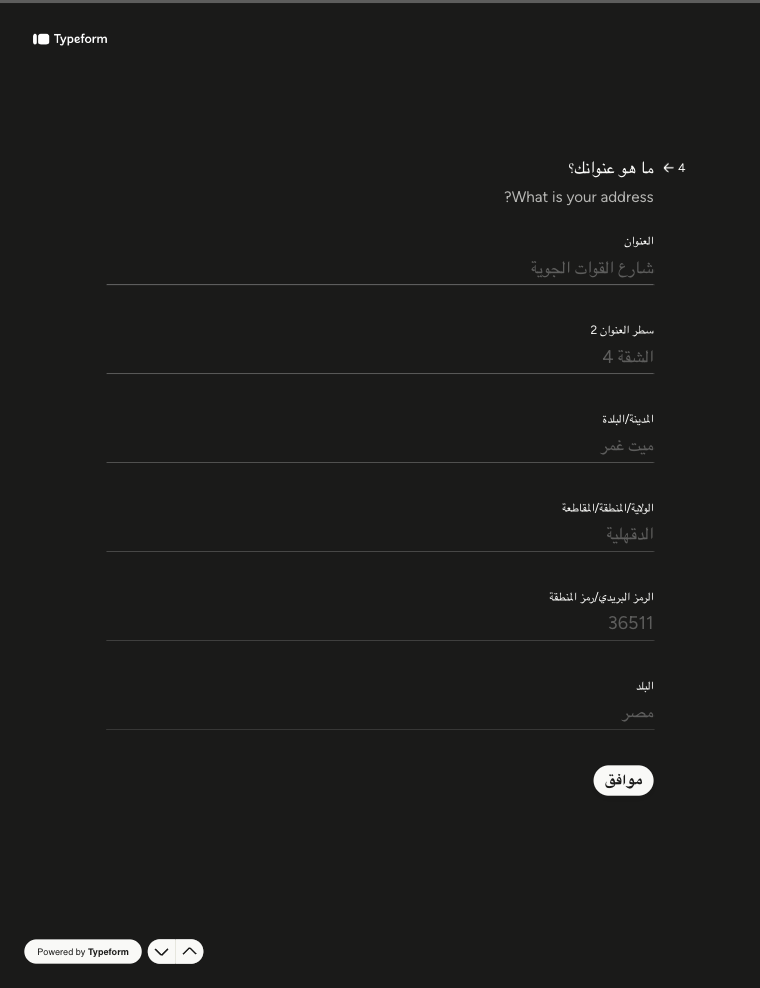 Typeform
4 ← ما هو عنوانك؟
What is your address?
العنوان
شارع القوات الجوية
سطر العنوان 2
الشقة 4
المدينة/البلدة
ميت غمر
الولاية/المنطقة/المقاطعة
الدقهلية
الرمز البريدي/رمز المنطقة
36511
البلد
مصر
موافق
Powered by Typeform